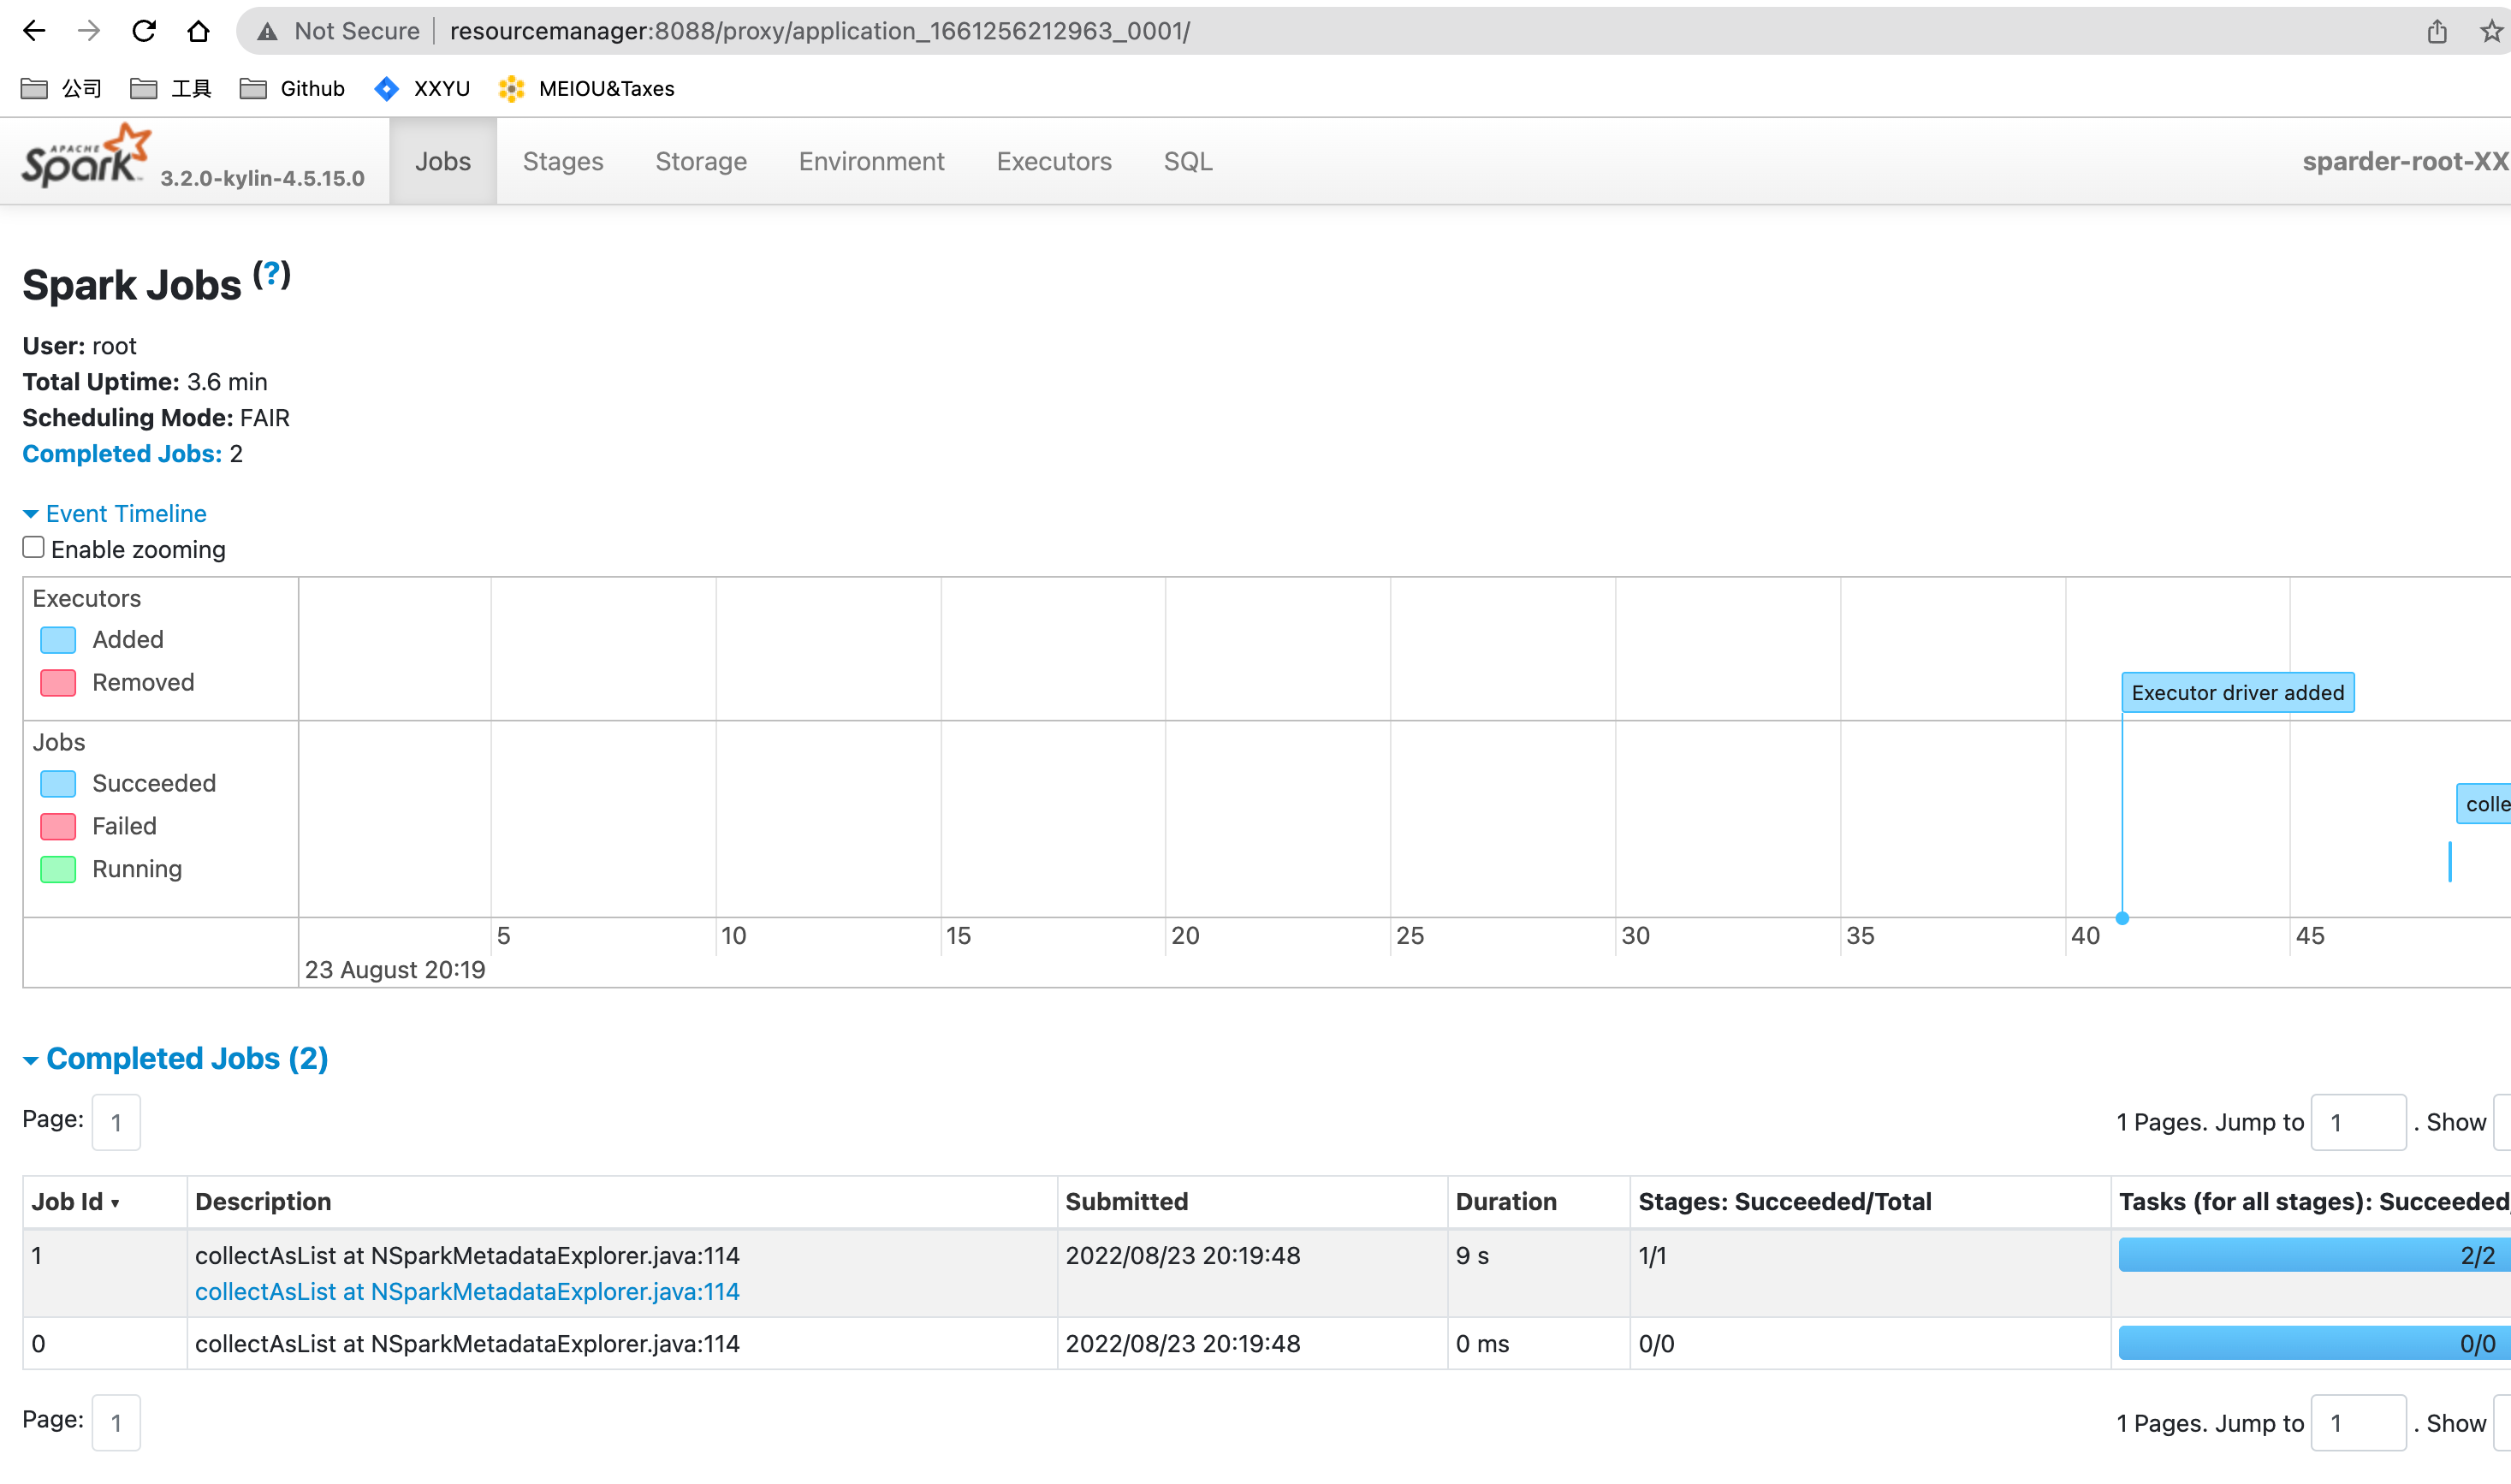 Not Secure resourcemanager:8088/proxy/application_1661256212963_0001/
公司 工具 Github XXYU MEIOU&Taxes
APACHE Spark 3.2.0-kylin-4.5.15.0 Jobs Stages Storage Environment Executors SQL sparder-root-XX
Spark Jobs (?)
User: root
Total Uptime: 3.6 min
Scheduling Mode: FAIR
Completed Jobs: 2
Event Timeline
Enable zooming
Executors
Added
Removed
Executor driver added
Jobs
Succeeded
colle
Failed
Running
5 10 15 20 25 30 35 40 45
23 August 20:19
Completed Jobs (2)
Page: 1 1 Pages. Jump to 1 . Show
Job Id ▾ Description Submitted Duration Stages: Succeeded/Total Tasks (for all stages): Succeeded/
1 collectAsList at NSparkMetadataExplorer.java:114 2022/08/23 20:19:48 9 s 1/1 2/2
collectAsList at NSparkMetadataExplorer.java:114
0 collectAsList at NSparkMetadataExplorer.java:114 2022/08/23 20:19:48 0 ms 0/0 0/0
Page: 1 1 Pages. Jump to 1 . Show